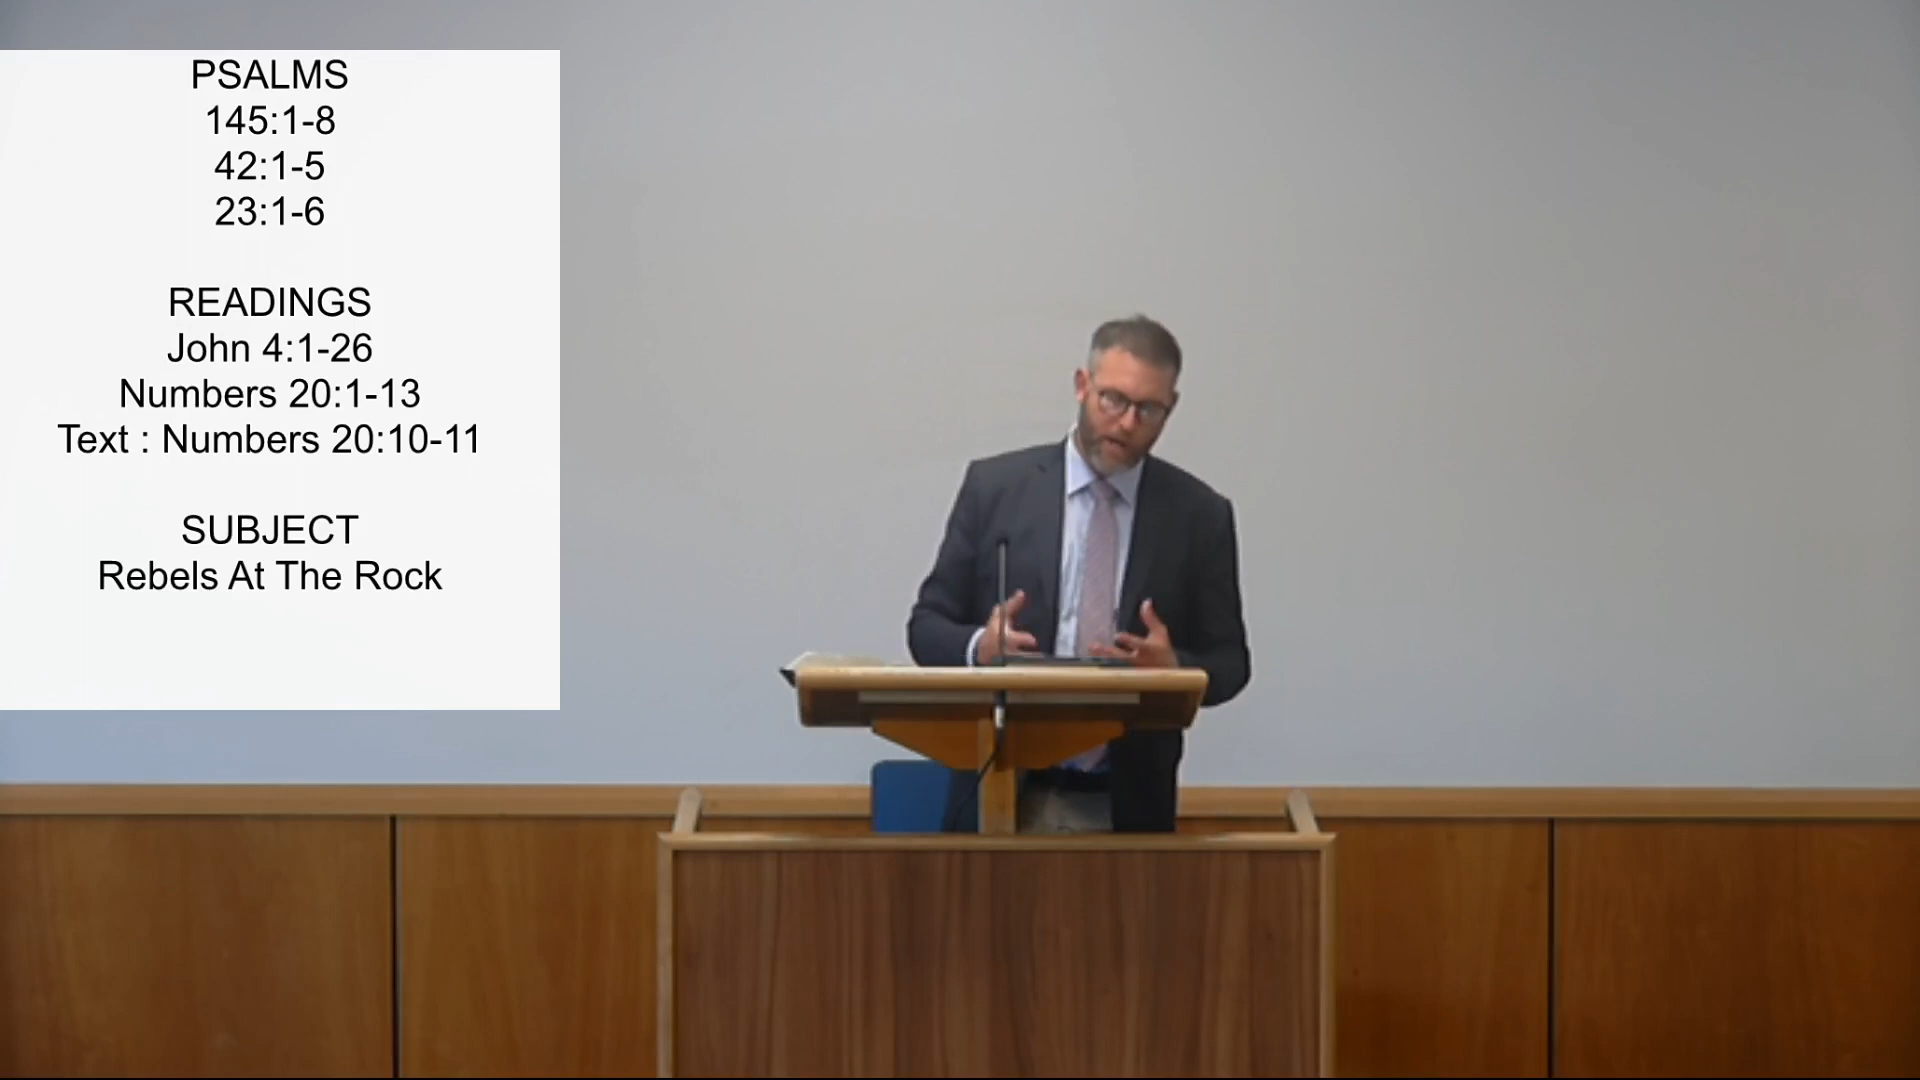 PSALMS
145:1-8
42:1-5
23:1-6
READINGS
John 4:1-26
Numbers 20:1-13
Text : Numbers 20:10-11
SUBJECT
Rebels At The Rock